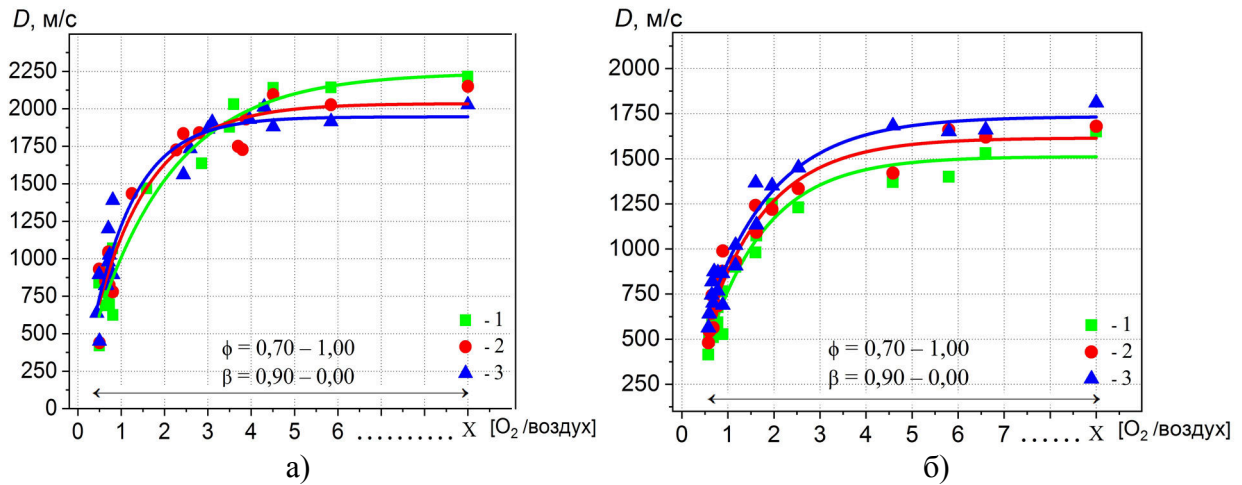 D, м/с
2250
2000
1750
1500
1250
1000
750
500
250
0
0 1 2 3 4 5 6 .......... X [O₂ /воздух]
- 1
- 2
- 3
ϕ = 0,70 – 1,00
β = 0,90 – 0,00
а)
D, м/с
2000
1750
1500
1250
1000
750
500
250
0 1 2 3 4 5 6 7 ...... X [O₂ /воздух]
- 1
- 2
- 3
ϕ = 0,70 – 1,00
β = 0,90 – 0,00
б)